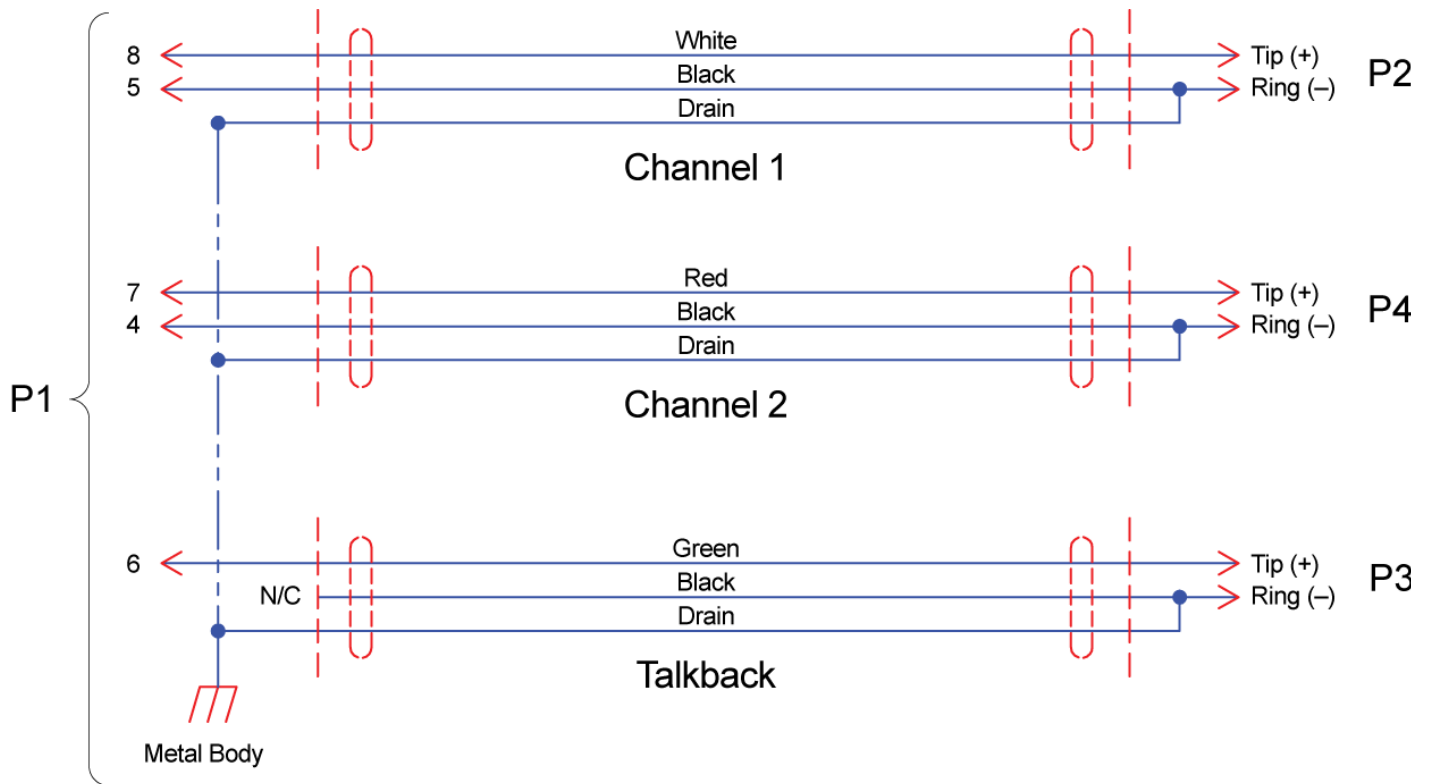 8
White
Tip (+)
5
Black
Ring (–)
P2
Drain
Channel 1
7
Red
Tip (+)
4
Black
Ring (–)
P4
Drain
P1
Channel 2
6
Green
Tip (+)
N/C
Black
Ring (–)
P3
Drain
Talkback
Metal Body